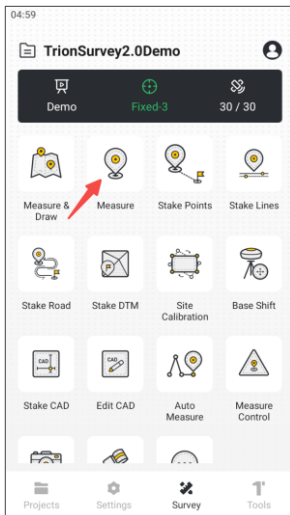 04:59
TrionSurvey2.0Demo
Demo
Fixed-3
30 / 30
Measure &
Draw
Measure
Stake Points
Stake Lines
Stake Road
Stake DTM
Site
Calibration
Base Shift
CAD
Stake CAD
CAD
Edit CAD
Auto
Measure
Measure
Control
Projects
Settings
Survey
Tools